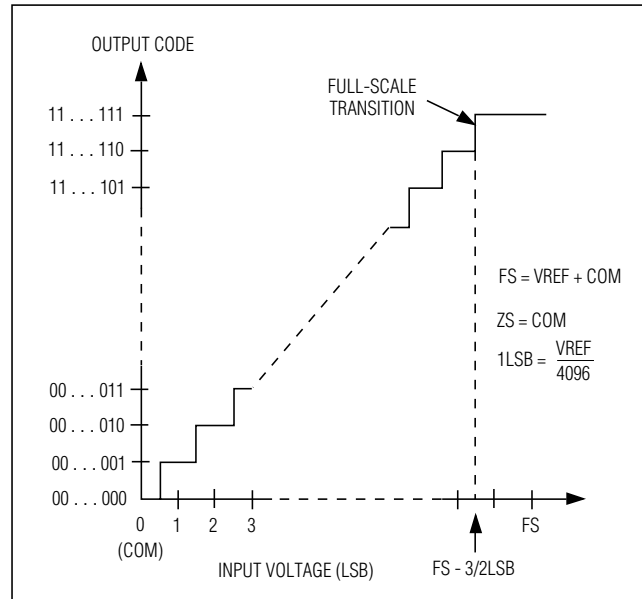 OUTPUT CODE
FULL-SCALE
TRANSITION
11 . . . 111
11 . . . 110
11 . . . 101
FS = VREF + COM
ZS = COM
1LSB = VREF
4096
00 . . . 011
00 . . . 010
00 . . . 001
00 . . . 000
0 1 2 3 FS
(COM)
INPUT VOLTAGE (LSB)
FS - 3/2LSB